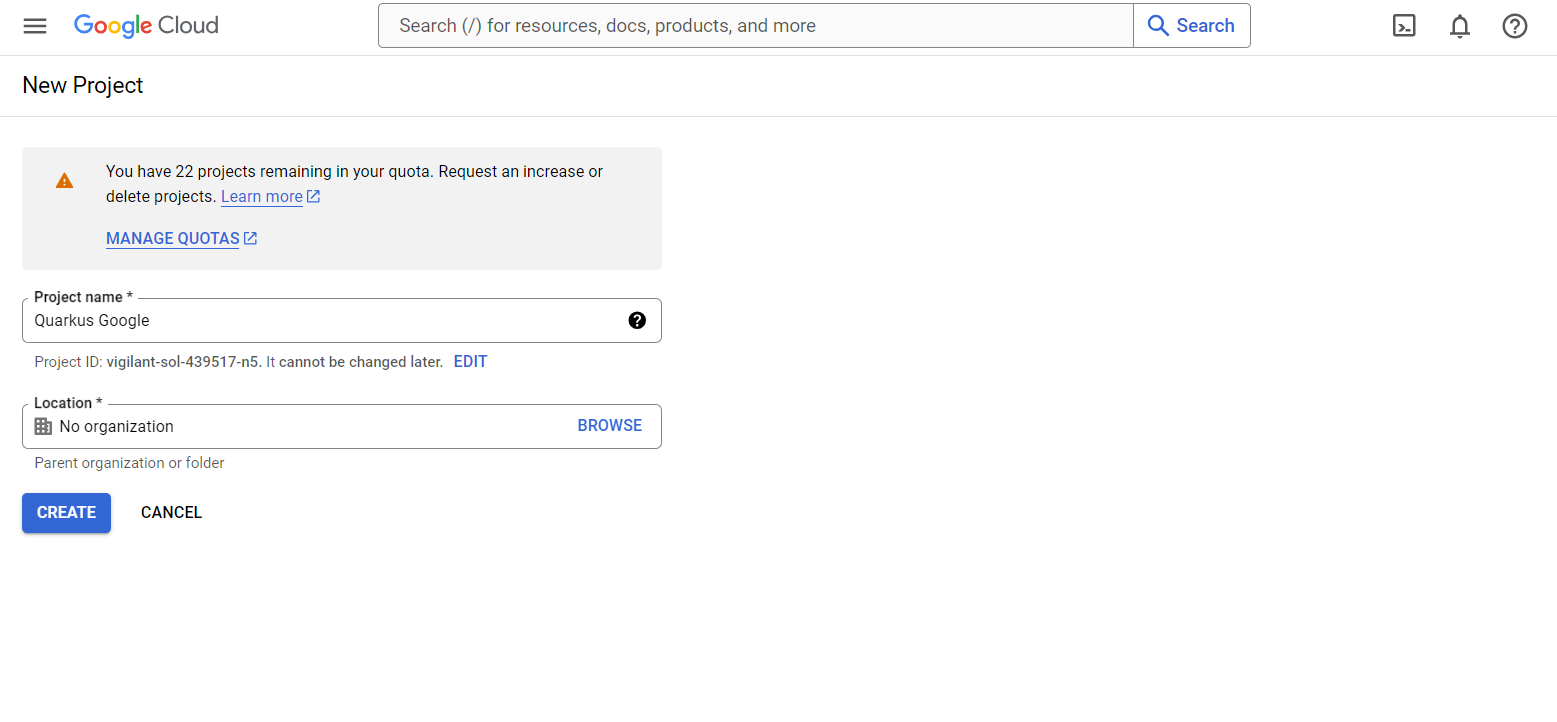 Google Cloud
Search (/) for resources, docs, products, and more
Search
New Project
You have 22 projects remaining in your quota. Request an increase or
delete projects. Learn more
MANAGE QUOTAS
Project name *
Quarkus Google
Project ID: vigilant-sol-439517-n5. It cannot be changed later. EDIT
Location *
No organization
BROWSE
Parent organization or folder
CREATE
CANCEL